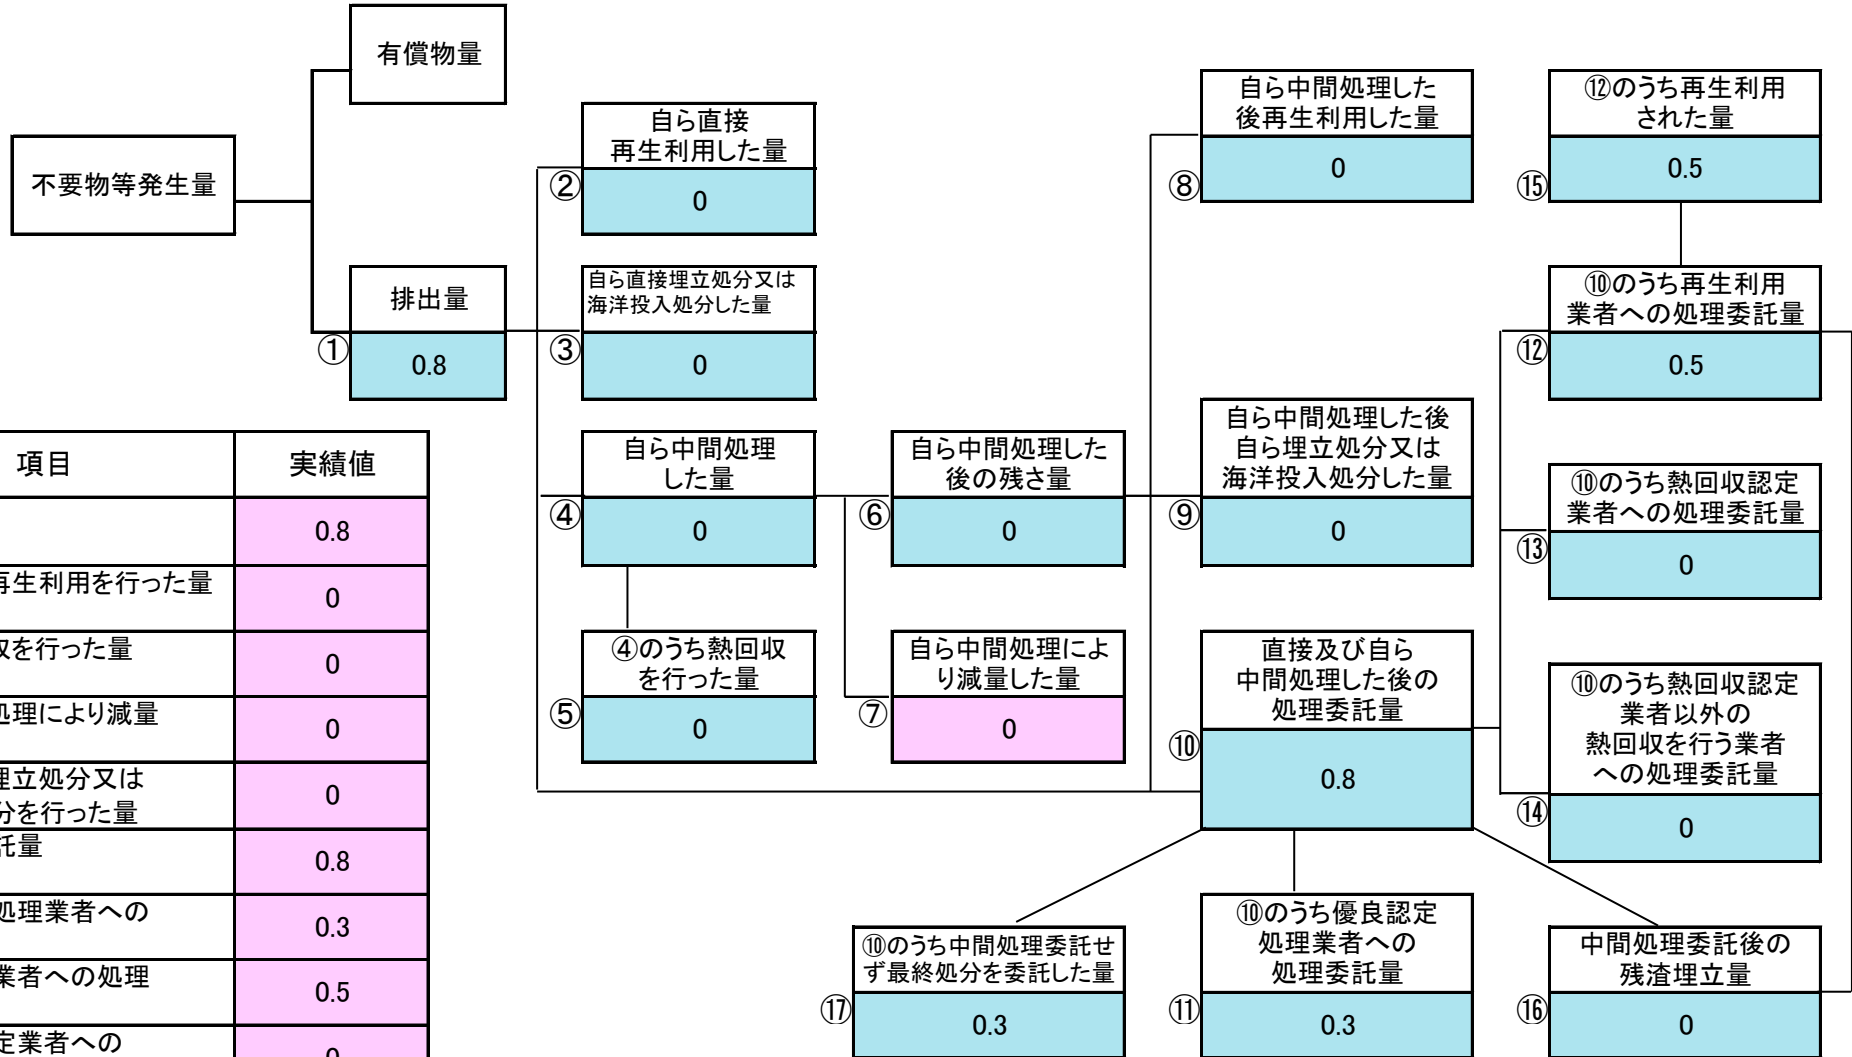 有償物量
不要物等発生量
排出量
①
0.8
自ら直接
再生利用した量
②
0
自ら直接埋立処分又は
海洋投入処分した量
③
0
自ら中間処理
した量
④
0
④のうち熱回収
を行った量
⑤
0
自ら中間処理した
後の残さ量
⑥
0
自ら中間処理によ
り減量した量
⑦
0
自ら中間処理した
後再生利用した量
⑧
0
自ら中間処理した後
自ら埋立処分又は
海洋投入処分した量
⑨
0
直接及び自ら
中間処理した後の
処理委託量
⑩
0.8
⑫のうち再生利用
された量
⑮
0.5
⑩のうち再生利用
業者への処理委託量
⑫
0.5
⑩のうち熱回収認定
業者への処理委託量
⑬
0
⑩のうち熱回収認定
業者以外の
熱回収を行う業者
への処理委託量
⑭
0
⑩のうち中間処理委託せ
ず最終処分を委託した量
⑰
0.3
⑩のうち優良認定
処理業者への
処理委託量
⑪
0.3
中間処理委託後の
残渣埋立量
⑯
0
項目 実績値
0.8
再生利用を行った量 0
を行った量 0
処理により減量 0
埋立処分又は
分を行った量 0
託量 0.8
処理業者への 0.3
業者への処理 0.5
定業者への 0